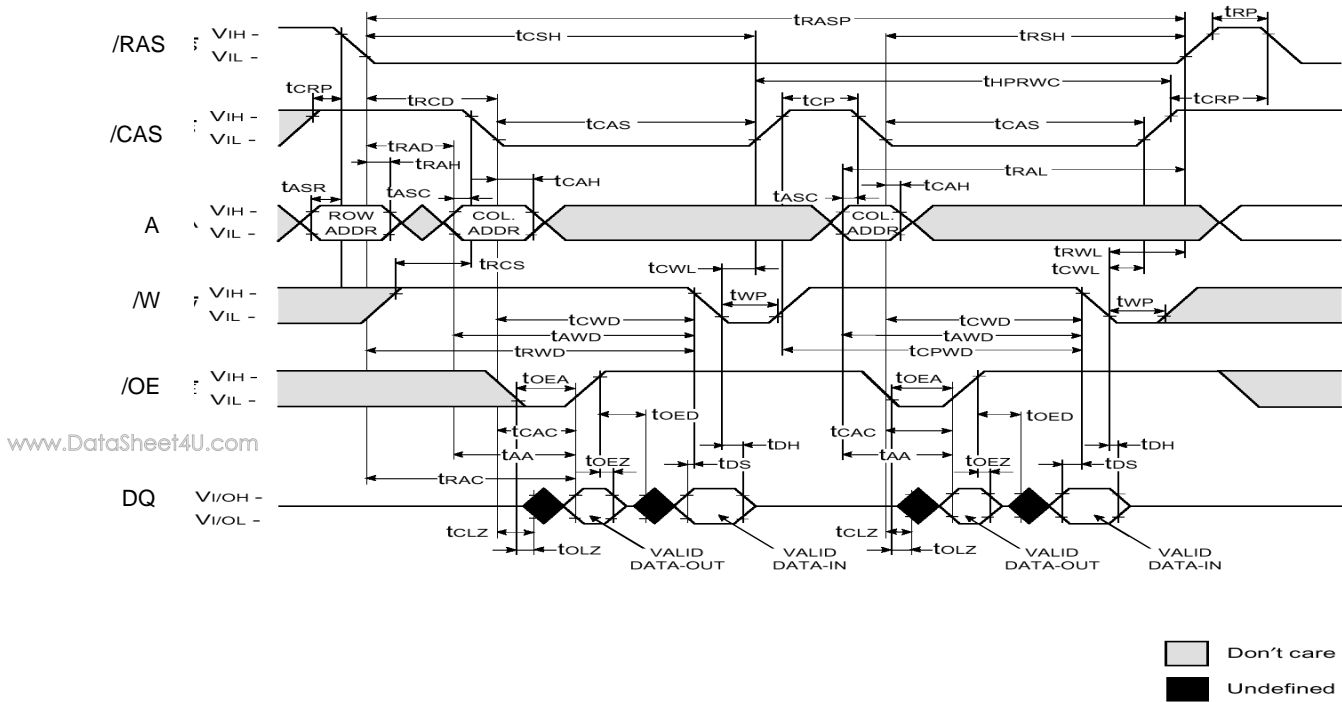 tRASP
tRP
/RAS
VIH -
VIL -
tCSH
tRSH
tHPRWC
tCRP
tRCD
tCP
tCRP
/CAS
VIH -
VIL -
tCAS
tCAS
tRAD
tRAH
tRAL
tASR
tASC
tCAH
tASC
tCAH
A
VIH -
VIL -
ROW
ADDR
COL.
ADDR
COL.
ADDR
tRWL
tRCS
tCWL
tCWL
/W
VIH -
VIL -
tWP
tWP
tCWD
tCWD
tAWD
tAWD
tRWD
tCPWD
/OE
VIH -
VIL -
tOEA
tOEA
tOED
tOED
www.DataSheet4U.com
tCAC
tDH
tCAC
tDH
tAA
tOEZ
tDS
tAA
tOEZ
tDS
tRAC
DQ
VI/OH -
VI/OL -
tCLZ
tOLZ
tCLZ
tOLZ
VALID
DATA-OUT
VALID
DATA-IN
VALID
DATA-OUT
VALID
DATA-IN
Don't care
Undefined